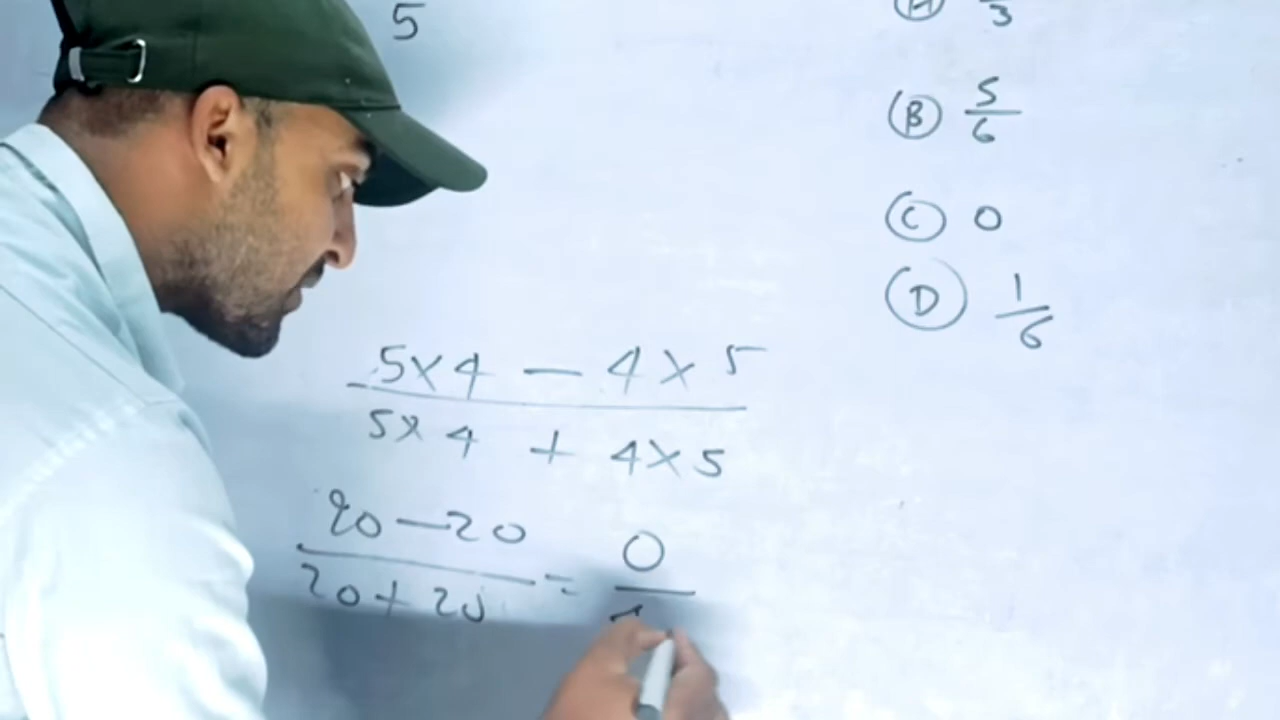 5
(B) 5/6
(C) 0
(D) 1/6
5×4 − 4×5
5×4 + 4×5
20−20 = 0
20+20